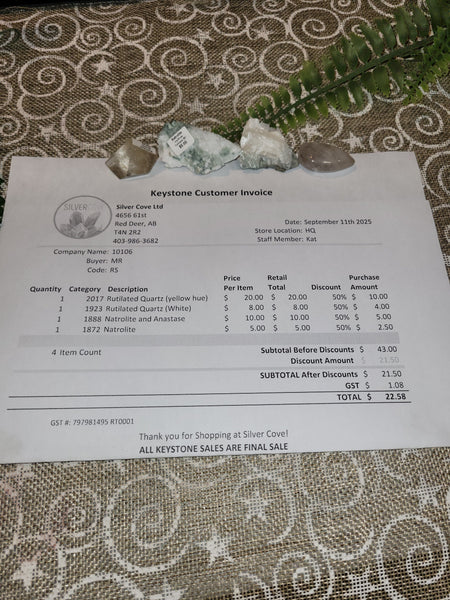 Keystone Customer Invoice
SILVER
Silver Cove Ltd
4656 61st
Red Deer, AB
T4N 2R2
403-986-3682
Date: September 11th 2025
Store Location: HQ
Staff Member: Kat
Company Name: 10106
Buyer: MR
Code: RS
Quantity Category Description Price Per Item Retail Total Discount Purchase Amount
1 2017 Rutilated Quartz (yellow hue) $ 20.00 $ 20.00 50% $ 10.00
1 1923 Rutilated Quartz (White) $ 8.00 $ 8.00 50% $ 4.00
1 1888 Natrolite and Anastase $ 10.00 $ 10.00 50% $ 5.00
1 1872 Natrolite $ 5.00 $ 5.00 50% $ 2.50
4 Item Count
Subtotal Before Discounts $ 43.00
Discount Amount $ 21.50
SUBTOTAL After Discounts $ 21.50
GST $ 1.08
TOTAL $ 22.58
GST #: 797981495 RT0001
Thank you for Shopping at Silver Cove!
ALL KEYSTONE SALES ARE FINAL SALE